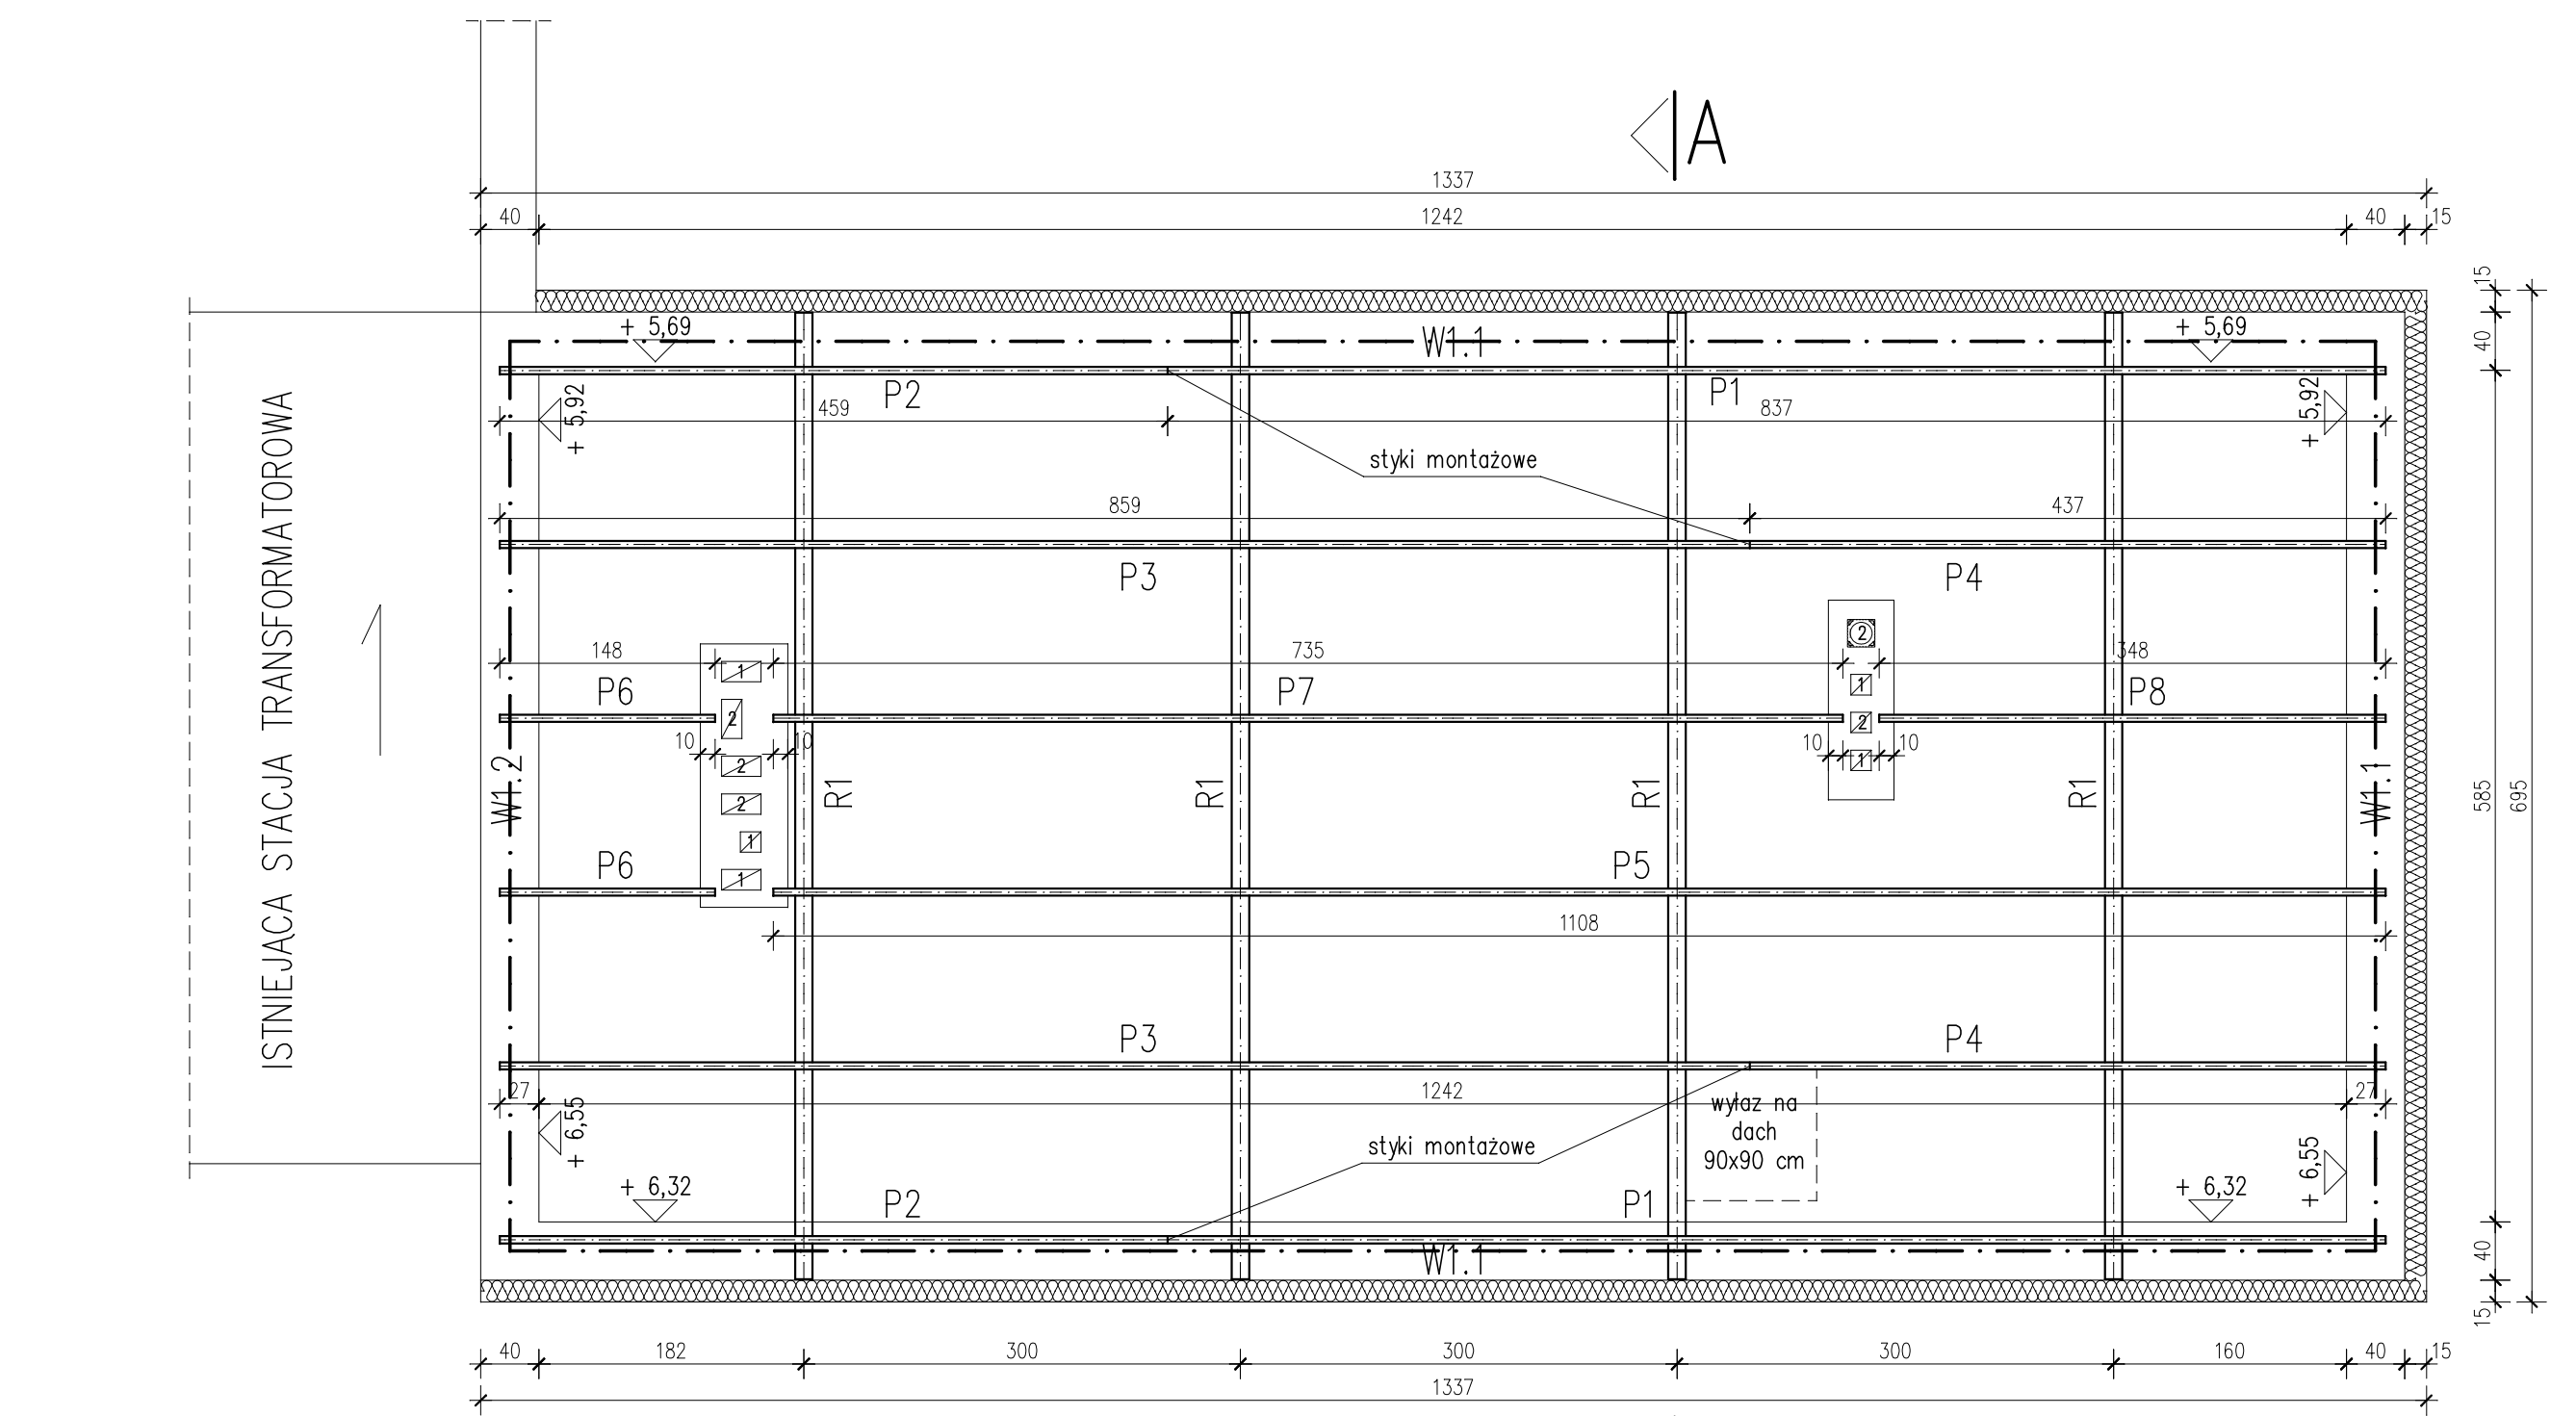 A
1337
40
1242
40
15
15
+ 5,69
W1.1
+ 5,69
40
P2
P1
+ 5,92
459
837
+ 5,92
styki montażowe
859
437
P3
P4
ISTNIEJĄCA STACJA TRANSFORMATOROWA
148
1
735
2
348
P6
2
P7
1
P8
2
10
10
10
1
10
W1.2
2
R1
R1
R1
R1
W1.1
585
695
2
1
P6
1
P5
1108
P3
P4
27
1242
27
+ 6,55
wyłaz na
dach
90x90 cm
styki montażowe
+ 6,55
+ 6,32
+ 6,32
P2
P1
W1.1
40
15
40
182
300
300
300
160
40
15
1337